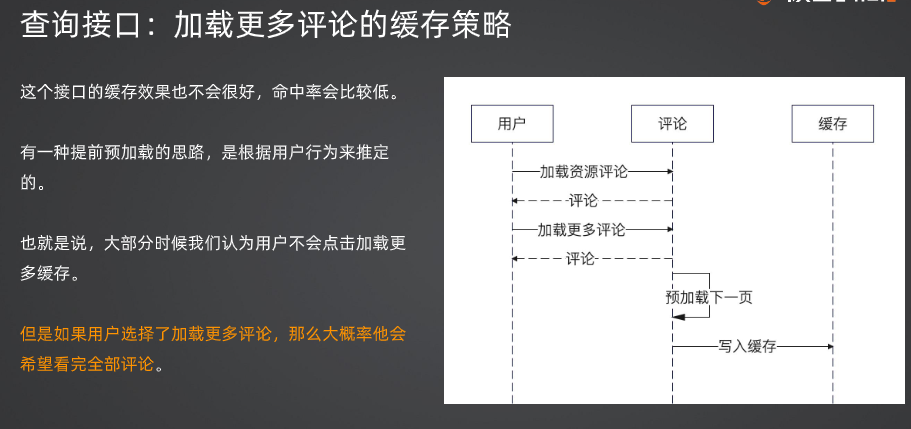 查询接口：加载更多评论的缓存策略
这个接口的缓存效果也不会很好，命中率会比较低。
有一种提前预加载的思路，是根据用户行为来推定
的。
也就是说，大部分时候我们认为用户不会点击加载更
多缓存。
但是如果用户选择了加载更多评论，那么大概率他会
希望看完全部评论。
用户
评论
缓存
加载资源评论
评论
加载更多评论
评论
预加载下一页
写入缓存